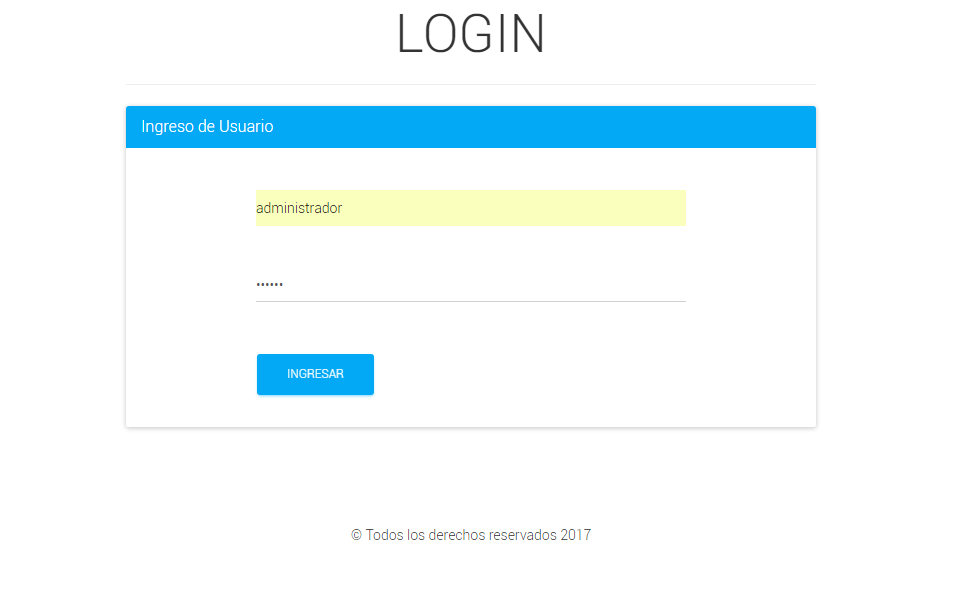 LOGIN
Ingreso de Usuario
administrador
••••••
INGRESAR
© Todos los derechos reservados 2017